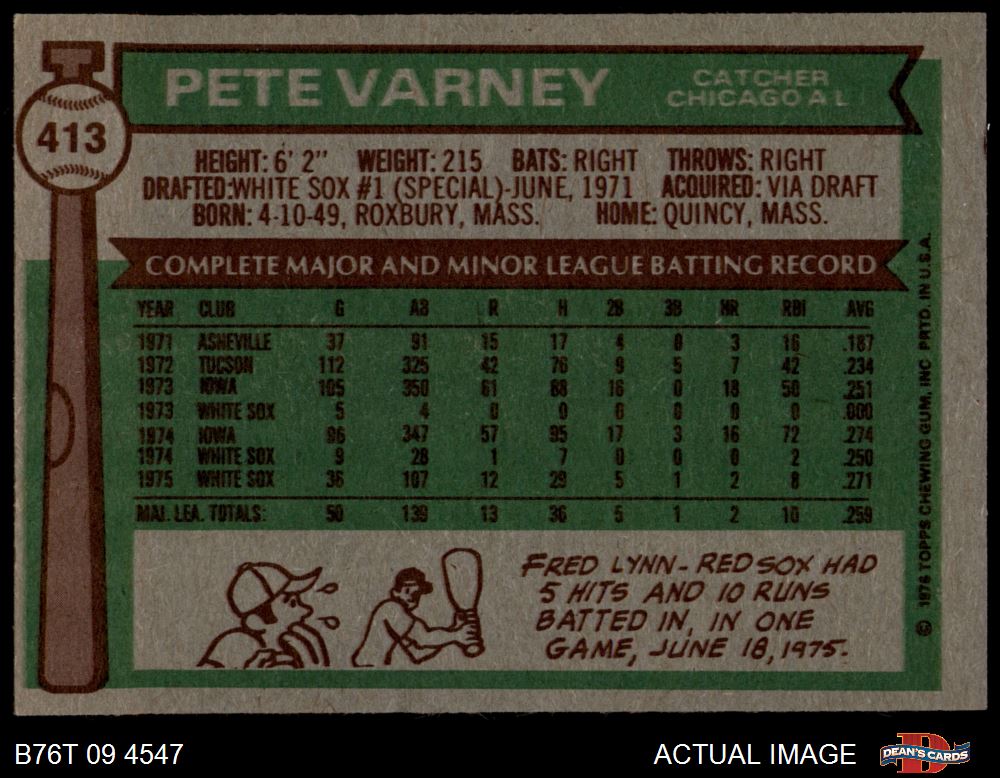 413
PETE VARNEY
CATCHER
CHICAGO A L
HEIGHT: 6' 2" WEIGHT: 215 BATS: RIGHT THROWS: RIGHT
DRAFTED: WHITE SOX #1 (SPECIAL)-JUNE, 1971 ACQUIRED: VIA DRAFT
BORN: 4-10-49, ROXBURY, MASS. HOME: QUINCY, MASS.
COMPLETE MAJOR AND MINOR LEAGUE BATTING RECORD
YEAR CLUB G AB R H 2B 3B HR RBI AVG
1971 ASHEVILLE 37 91 15 17 4 0 3 16 .187
1972 TUCSON 112 325 42 76 9 5 7 42 .234
1973 IOWA 105 350 61 88 16 0 18 50 .251
1973 WHITE SOX 5 4 0 0 0 0 0 0 .000
1974 IOWA 96 347 57 95 17 3 16 72 .274
1974 WHITE SOX 9 28 1 7 0 0 0 2 .250
1975 WHITE SOX 36 107 12 29 5 1 2 8 .271
MAJ. LEA. TOTALS: 50 139 13 36 5 1 2 10 .259
FRED LYNN - RED SOX HAD
5 HITS AND 10 RUNS
BATTED IN, IN ONE
GAME, JUNE 18, 1975.
© 1976 TOPPS CHEWING GUM, INC PRTD. IN U.S.A.
B76T 09 4547
ACTUAL IMAGE
D
DEAN'S CARDS